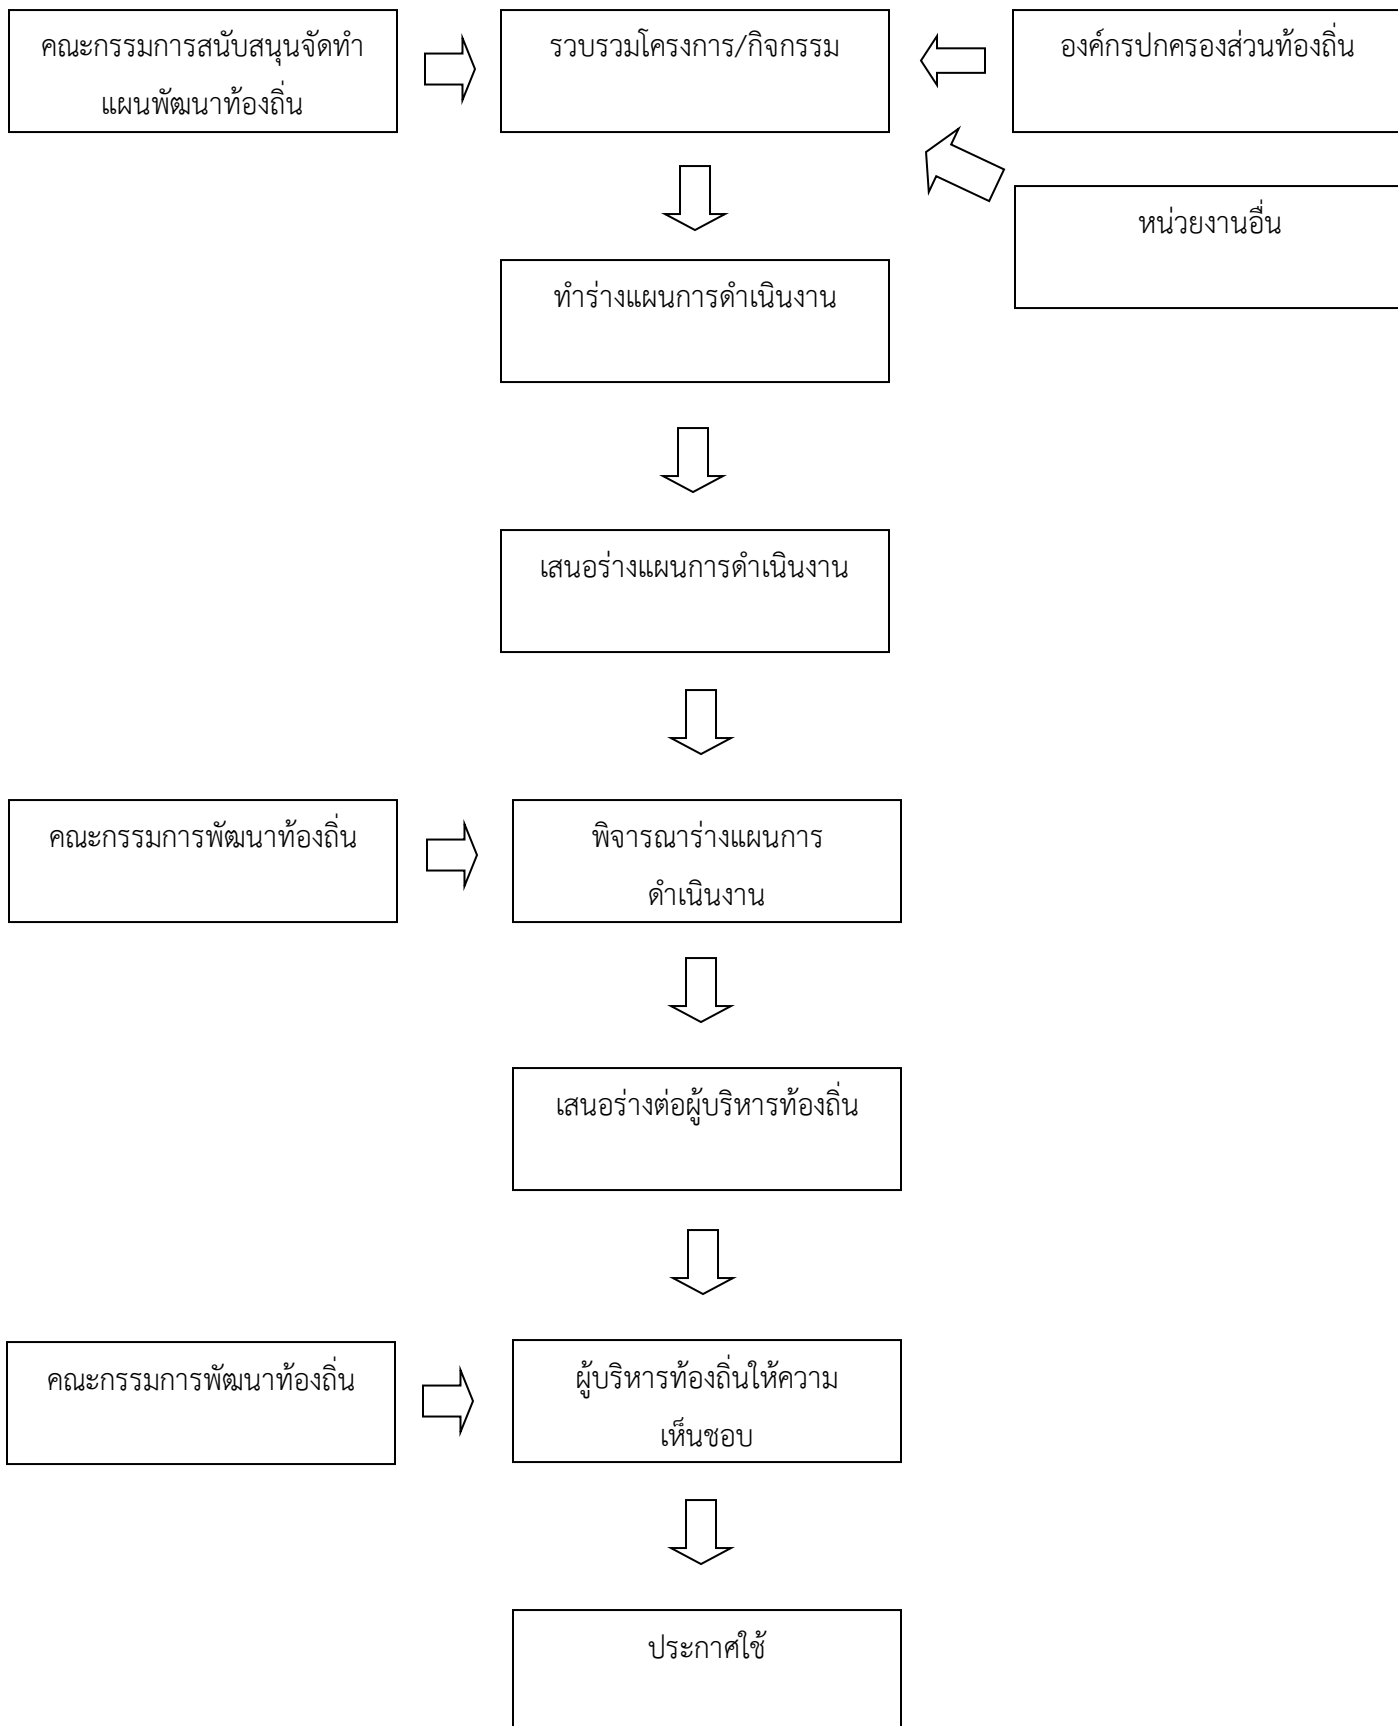 คณะกรรมการสนับสนุนจัดทำ
แผนพัฒนาท้องถิ่น
รวบรวมโครงการ/กิจกรรม
องค์กรปกครองส่วนท้องถิ่น
หน่วยงานอื่น
ทำร่างแผนการดำเนินงาน
เสนอร่างแผนการดำเนินงาน
คณะกรรมการพัฒนาท้องถิ่น
พิจารณาร่างแผนการ
ดำเนินงาน
เสนอร่างต่อผู้บริหารท้องถิ่น
คณะกรรมการพัฒนาท้องถิ่น
ผู้บริหารท้องถิ่นให้ความ
เห็นชอบ
ประกาศใช้